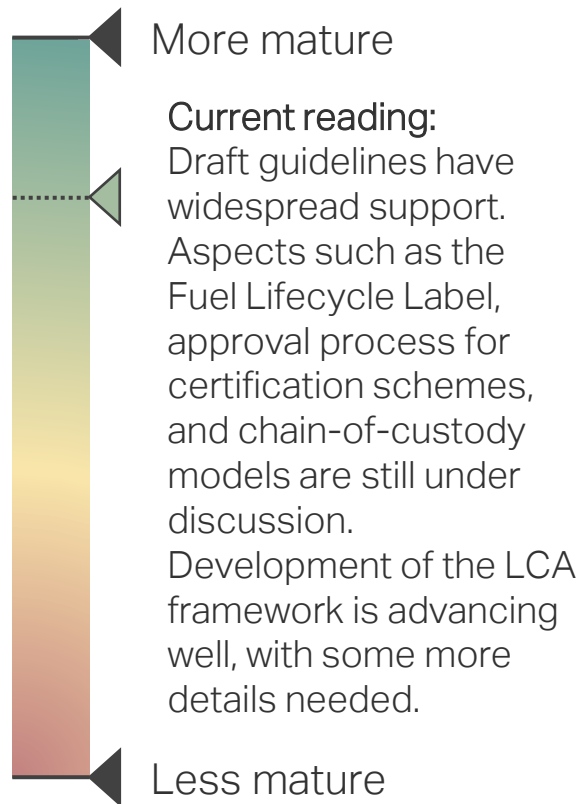 More mature
Current reading:
Draft guidelines have
widespread support.
Aspects such as the
Fuel Lifecycle Label,
approval process for
certification schemes,
and chain-of-custody
models are still under
discussion.
Development of the LCA
framework is advancing
well, with some more
details needed.
Less mature